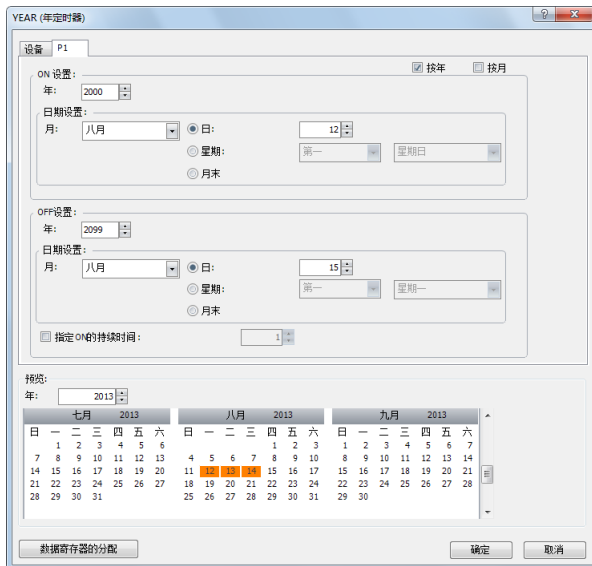 YEAR (年定时器)
设备 P1
按年 按月
ON 设置:
年: 2000
日期设置:
月: 八月 日: 12
星期: 第一 星期日
月末
OFF设置:
年: 2099
日期设置:
月: 八月 日: 15
星期: 第一 星期一
月末
指定ON的持续时间: 1
预览:
年: 2013
七月 2013 八月 2013 九月 2013
日 一 二 三 四 五 六 日 一 二 三 四 五 六 日 一 二 三 四 五 六
1 2 3 4 5 6 1 2 3 1 2 3 4 5 6 7
7 8 9 10 11 12 13 4 5 6 7 8 9 10 8 9 10 11 12 13 14
14 15 16 17 18 19 20 11 12 13 14 15 16 17 15 16 17 18 19 20 21
21 22 23 24 25 26 27 18 19 20 21 22 23 24 22 23 24 25 26 27 28
28 29 30 31 25 26 27 28 29 30 31 29 30
数据寄存器的分配 确定 取消